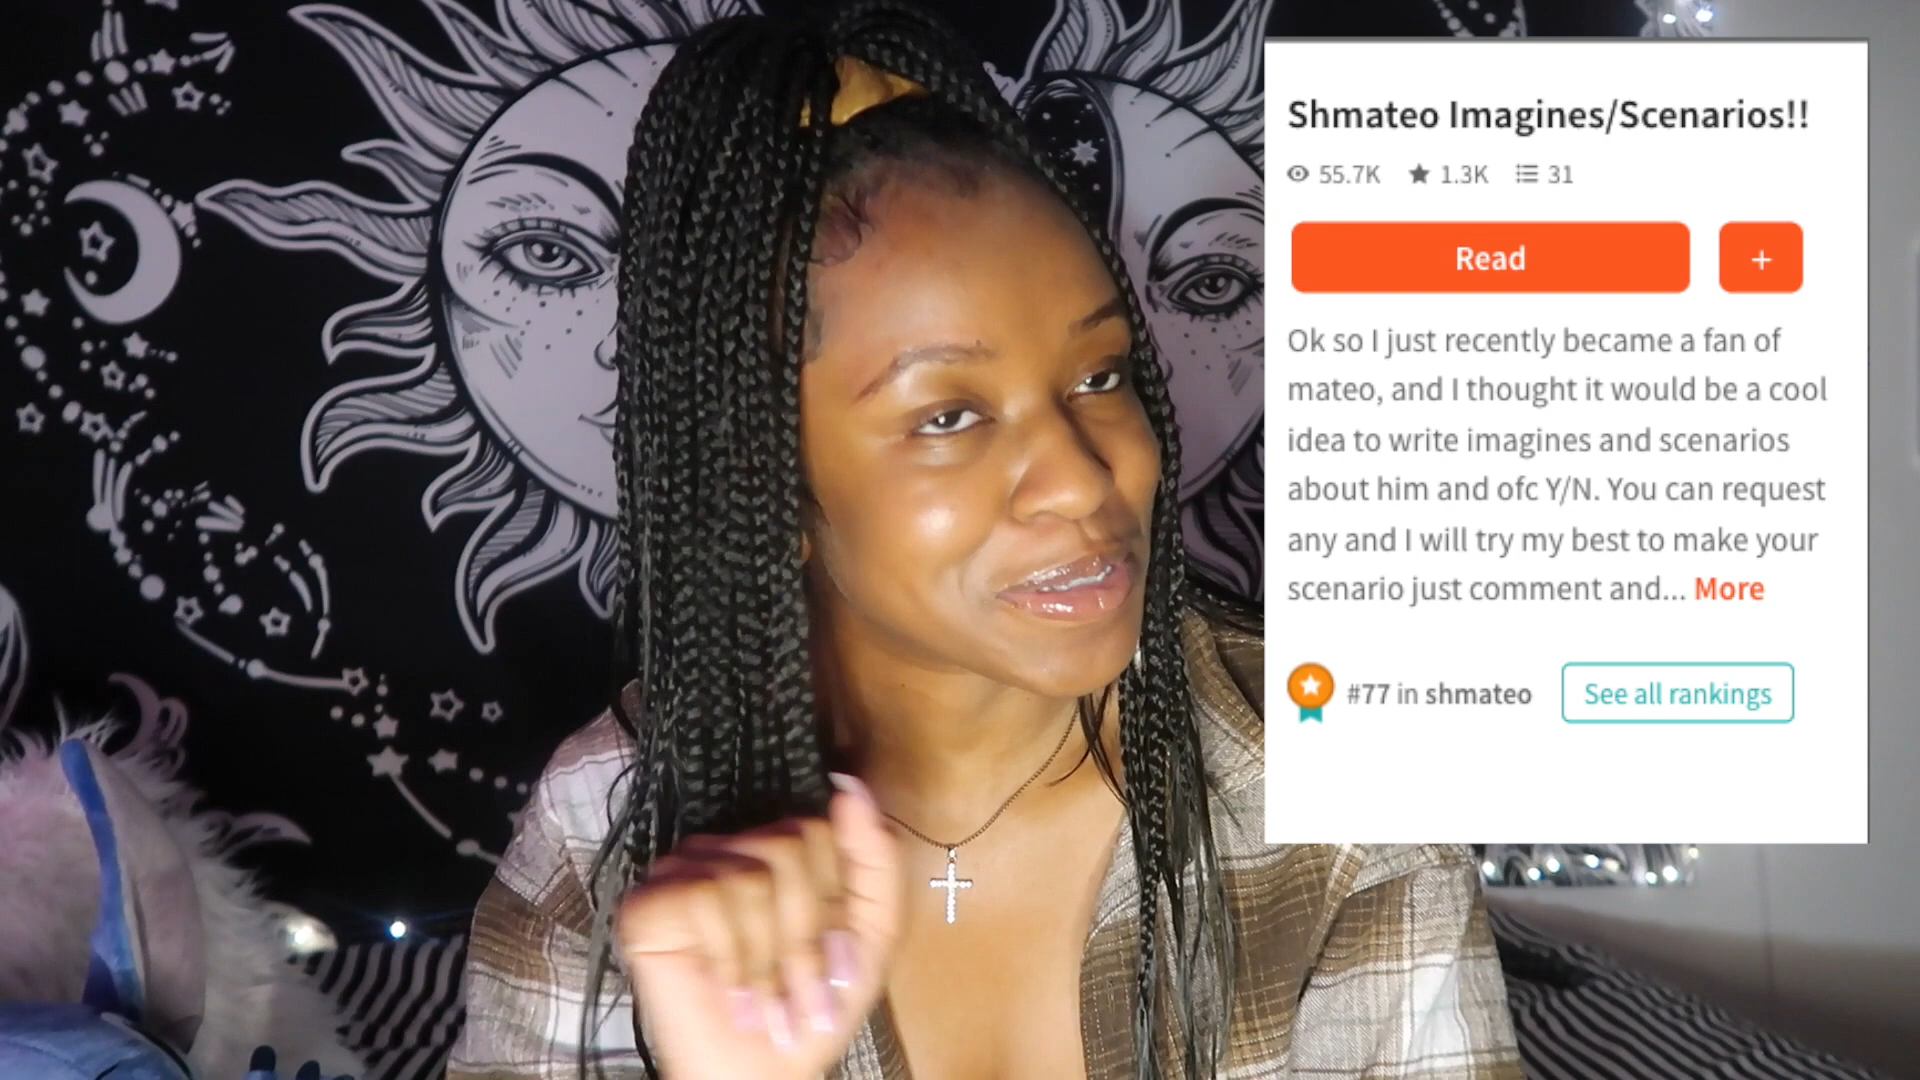 Shmateo Imagines/Scenarios!!
55.7K 1.3K 31
Read +
Ok so I just recently became a fan of
mateo, and I thought it would be a cool
idea to write imagines and scenarios
about him and ofc Y/N. You can request
any and I will try my best to make your
scenario just comment and... More
#77 in shmateo See all rankings